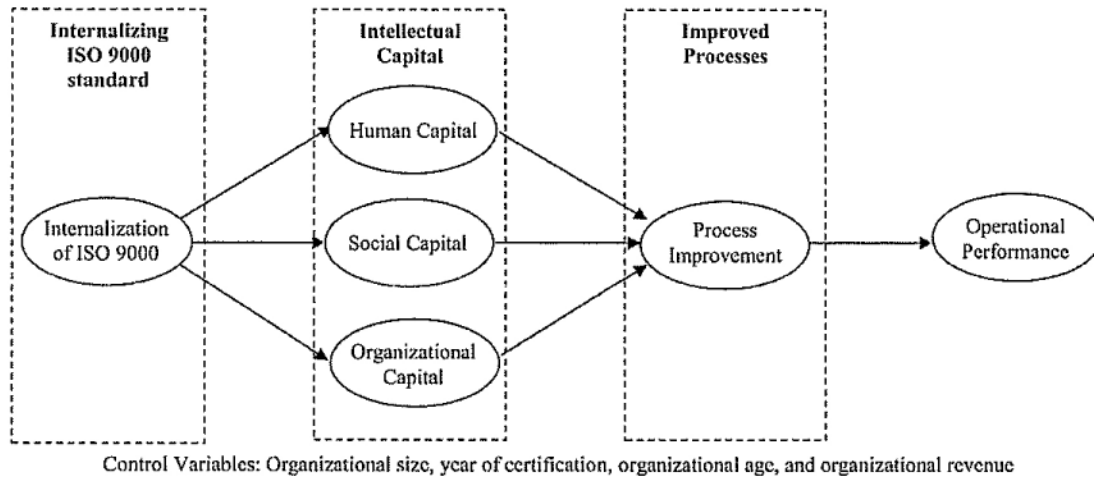 Internalizing
ISO 9000
standard
Intellectual
Capital
Improved
Processes
Human Capital
Internalization
of ISO 9000
Social Capital
Process
Improvement
Operational
Performance
Organizational
Capital
Control Variables: Organizational size, year of certification, organizational age, and organizational revenue